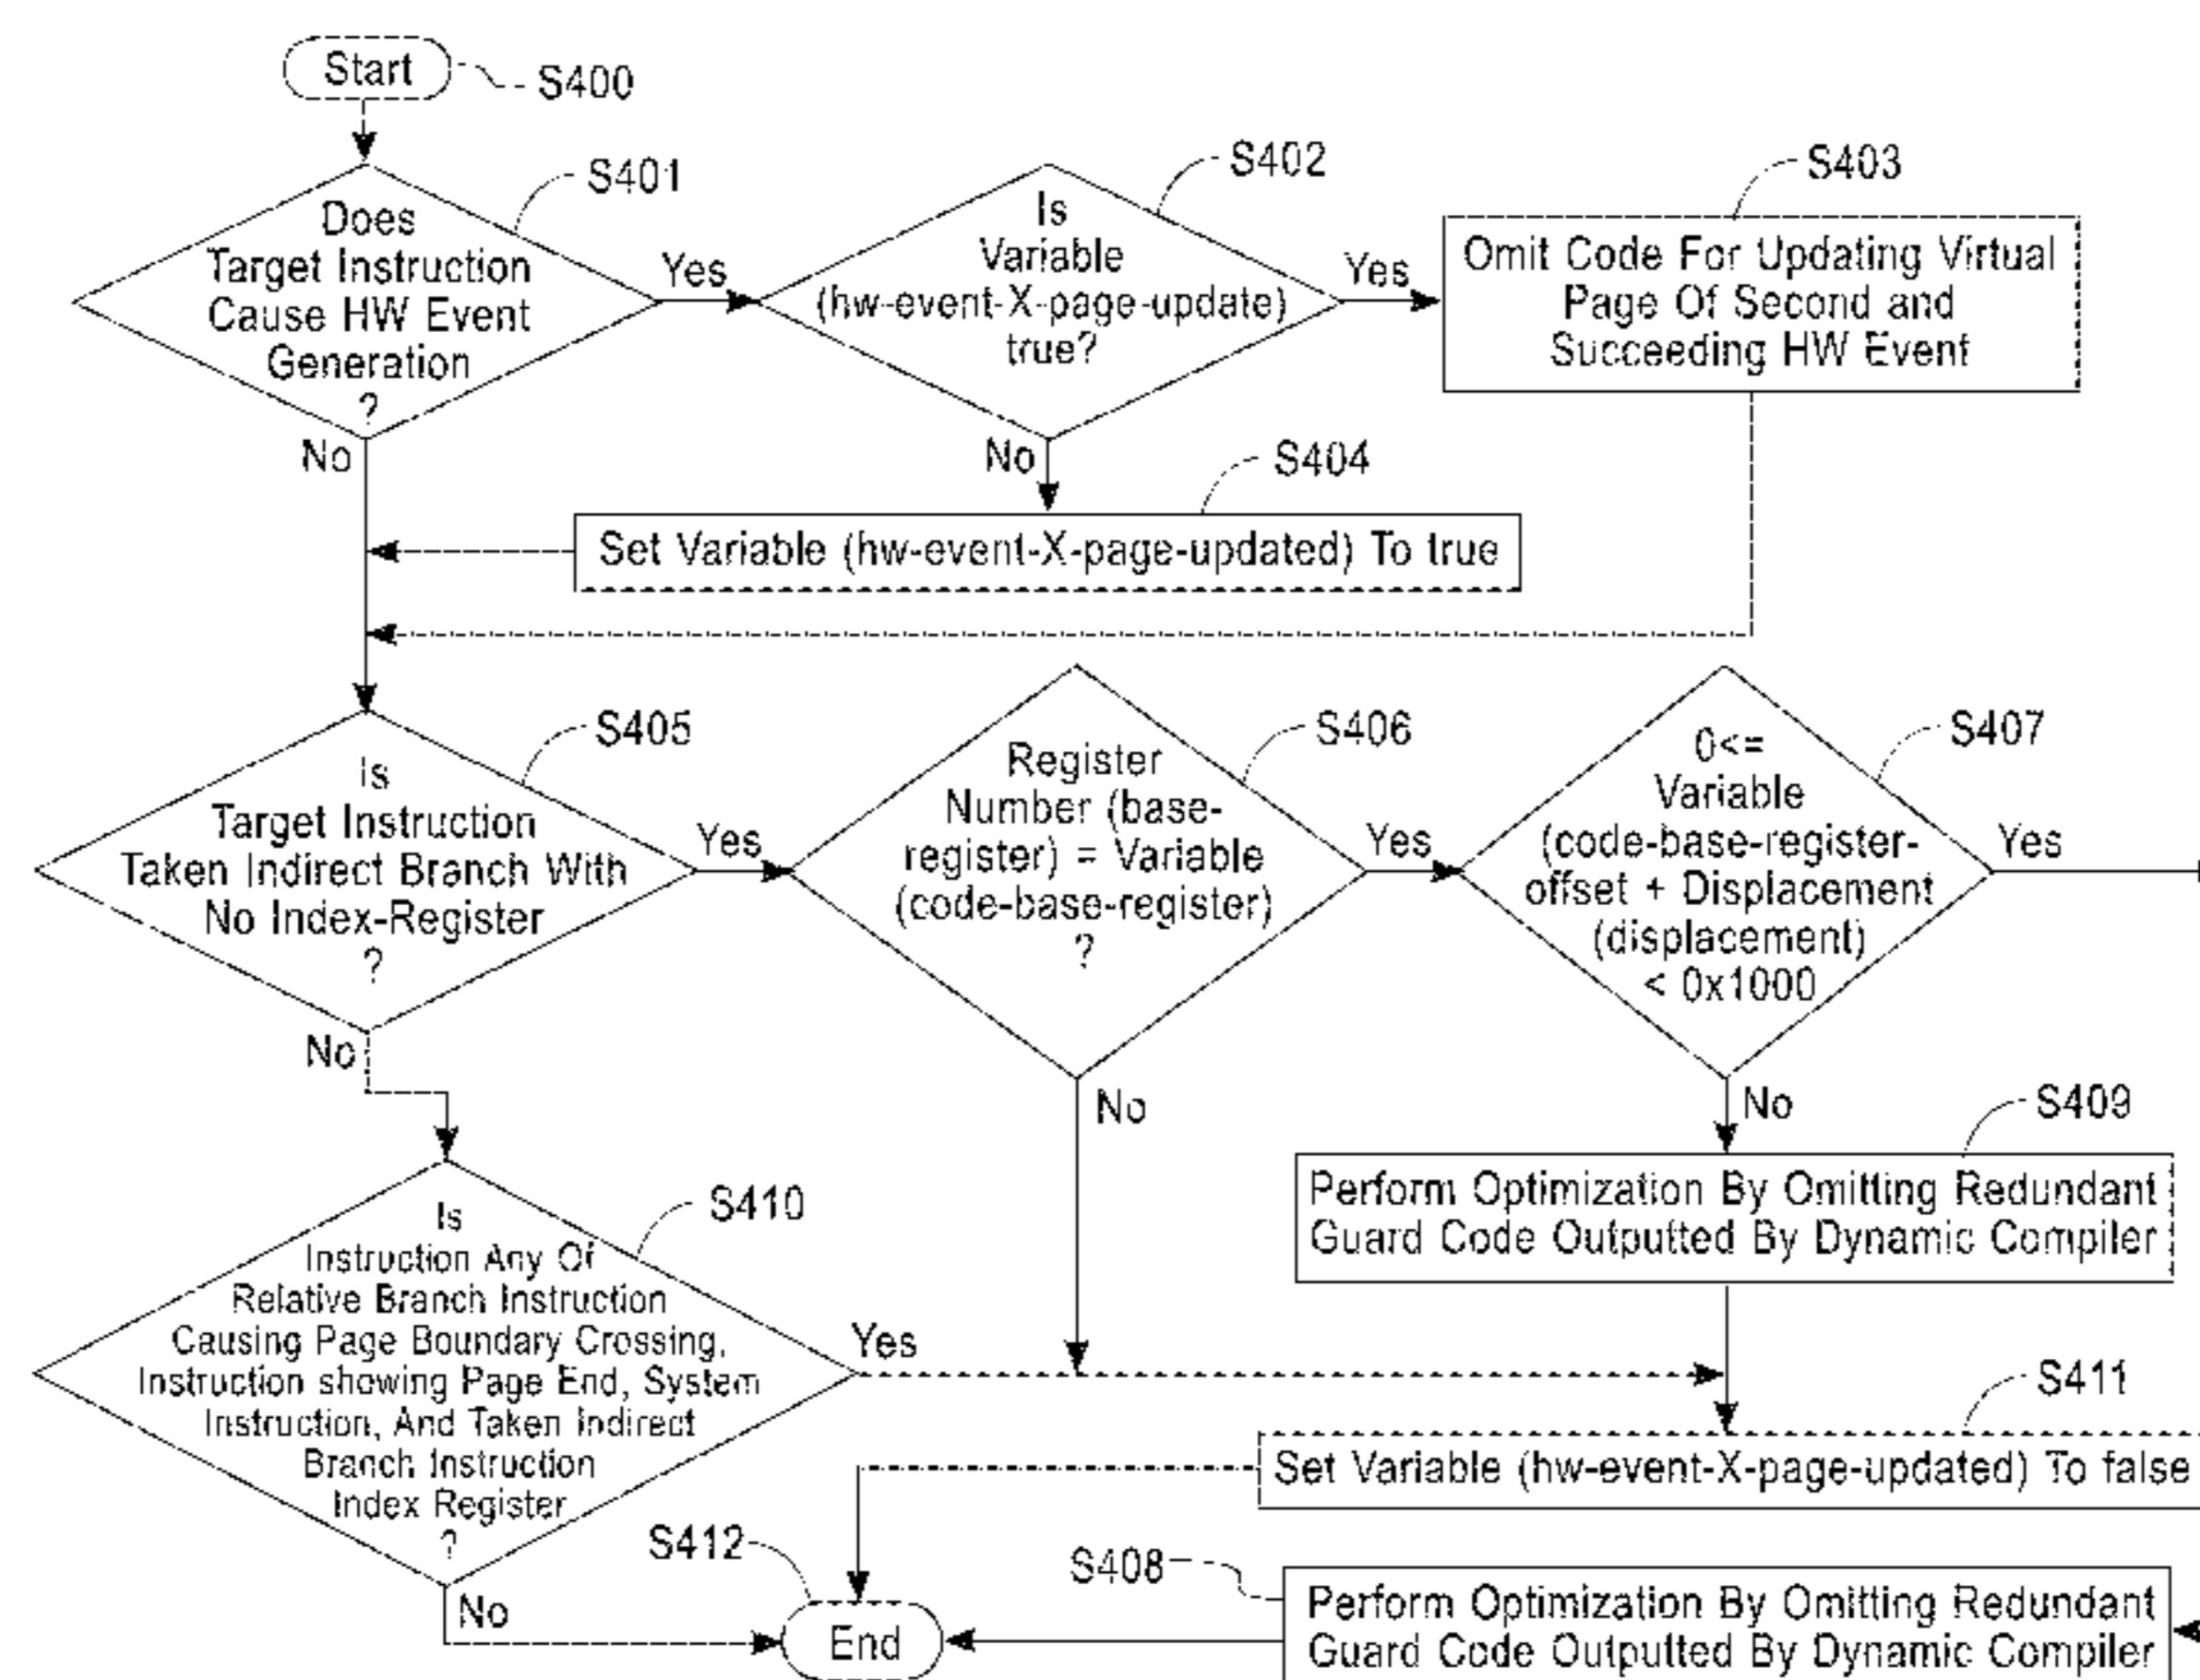 Start
S400
S401
Does
Target Instruction
Cause HW Event
Generation
?
Yes
No
S402
Is
Variable
(hw-event-X-page-update)
true?
Yes
No
S403
Omit Code For Updating Virtual
Page Of Second and
Succeeding HW Event
S404
Set Variable (hw-event-X-page-updated) To true
S405
Is
Target Instruction
Taken Indirect Branch With
No Index-Register
?
Yes
No
S406
Register
Number (base-
register) = Variable
(code-base-register)
?
Yes
No
S407
0<=
Variable
(code-base-register-
offset + Displacement
(displacement)
< 0x1000
Yes
No
S409
Perform Optimization By Omitting Redundant
Guard Code Outputted By Dynamic Compiler
S410
Is
Instruction Any Of
Relative Branch Instruction
Causing Page Boundary Crossing,
Instruction showing Page End, System
Instruction, And Taken Indirect
Branch Instruction
Index Register
?
Yes
No
S411
Set Variable (hw-event-X-page-updated) To false
S412
End
S408
Perform Optimization By Omitting Redundant
Guard Code Outputted By Dynamic Compiler